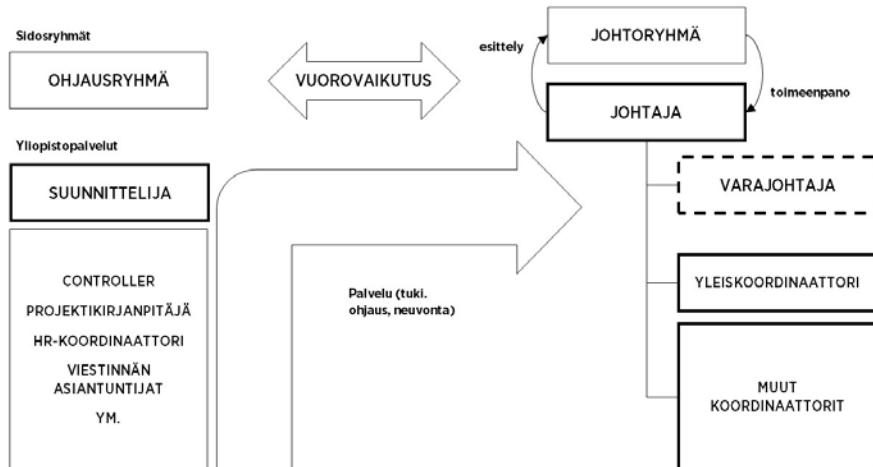 Sidosryhmät
OHJAUSRYHMÄ
VUOROVAIKUTUS
esittely
JOHTORYHMÄ
toimeenpano
JOHTAJA
Yliopistopalvelut
SUUNNITTELIJA
VARAJOHTAJA
CONTROLLER
PROJEKTIKIRJANPITÄJÄ
HR-KOORDINAATTORI
VIESTINNÄN
ASIANTUNTIJAT
YM.
Palvelu (tuki.
ohjaus, neuvonta)
YLEISKOORDINAATTORI
MUUT
KOORDINAATTORIT